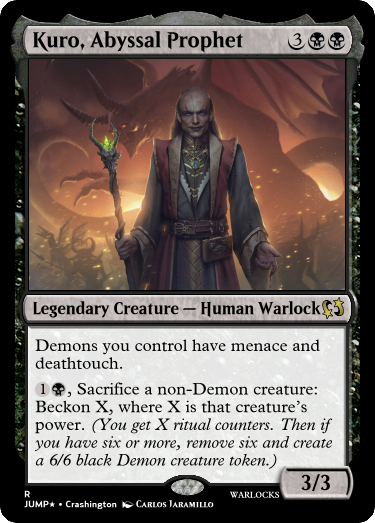 Kuro, Abyssal Prophet 3
Legendary Creature — Human Warlock
Demons you control have menace and
deathtouch.
1, Sacrifice a non-Demon creature:
Beckon X, where X is that creature's
power. (You get X ritual counters. Then if
you have six or more, remove six and create
a 6/6 black Demon creature token.)
3/3
R WARLOCKS
JUMP★ • Crashington Carlos Jaramillo